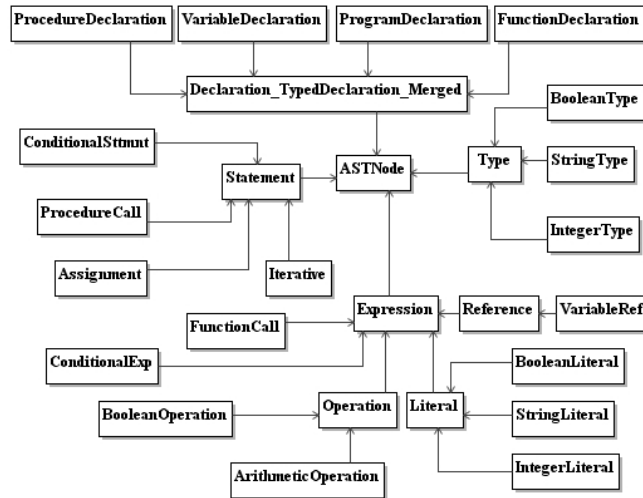 ProcedureDeclaration
VariableDeclaration
ProgramDeclaration
FunctionDeclaration
Declaration_TypedDeclaration_Merged
BooleanType
ConditionalSttmnt
Statement
ASTNode
Type
StringType
ProcedureCall
IntegerType
Assignment
Iterative
FunctionCall
Expression
Reference
VariableRef
ConditionalExp
BooleanLiteral
BooleanOperation
Operation
Literal
StringLiteral
ArithmeticOperation
IntegerLiteral